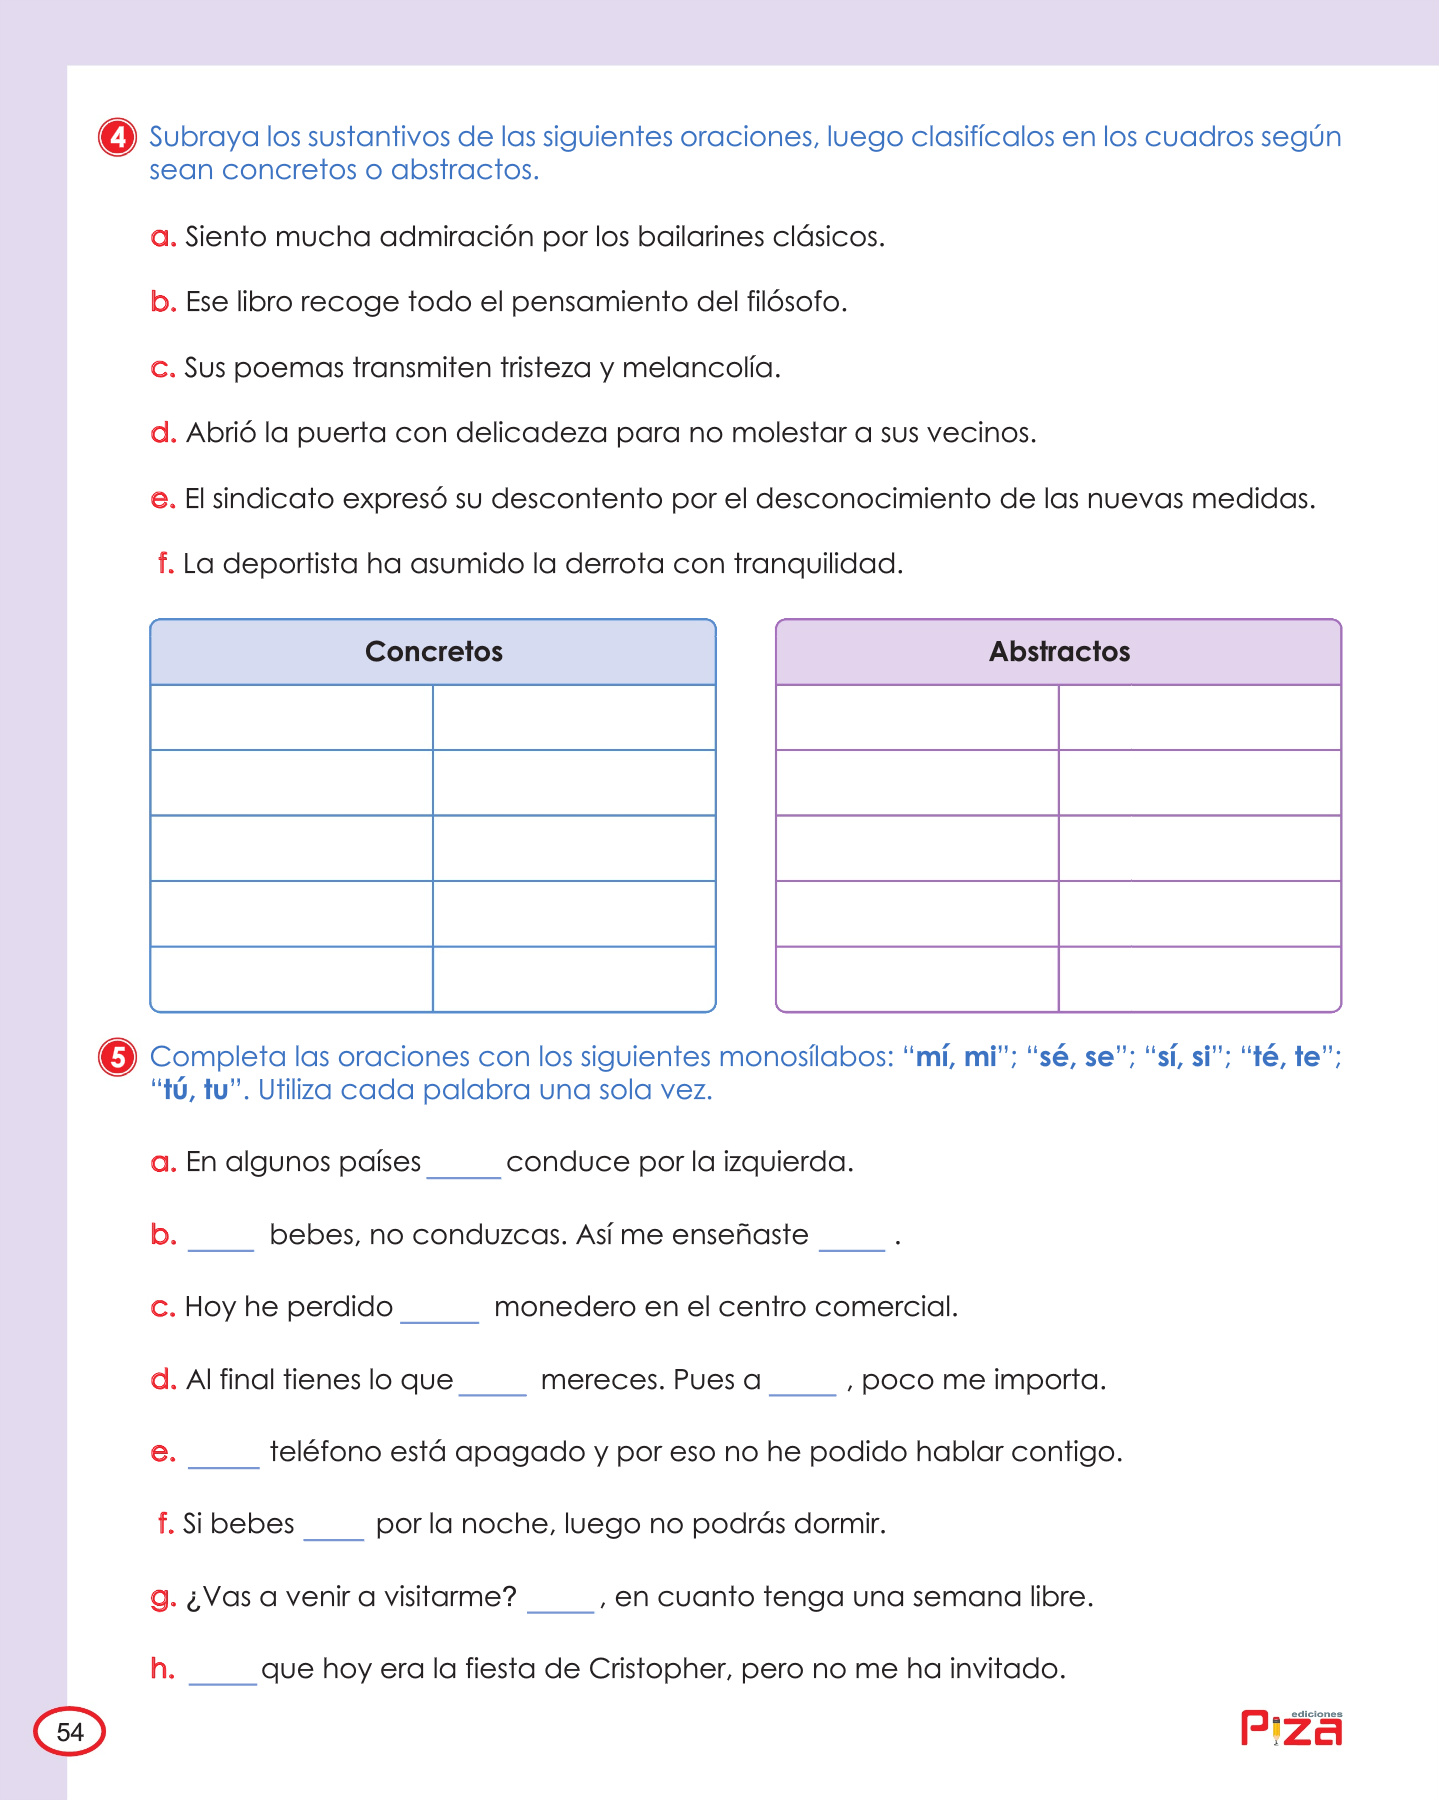 4 Subraya los sustantivos de las siguientes oraciones, luego clasifícalos en los cuadros según
sean concretos o abstractos.
a. Siento mucha admiración por los bailarines clásicos.
b. Ese libro recoge todo el pensamiento del filósofo.
c. Sus poemas transmiten tristeza y melancolía.
d. Abrió la puerta con delicadeza para no molestar a sus vecinos.
e. El sindicato expresó su descontento por el desconocimiento de las nuevas medidas.
f. La deportista ha asumido la derrota con tranquilidad.
Concretos
Abstractos
5 Completa las oraciones con los siguientes monosílabos: “mí, mi”; “sé, se”; “sí, si”; “té, te”;
“tú, tu”. Utiliza cada palabra una sola vez.
a. En algunos países _____ conduce por la izquierda.
b. _____ bebes, no conduzcas. Así me enseñaste _____ .
c. Hoy he perdido _____ monedero en el centro comercial.
d. Al final tienes lo que _____ mereces. Pues a _____ , poco me importa.
e. _____ teléfono está apagado y por eso no he podido hablar contigo.
f. Si bebes _____ por la noche, luego no podrás dormir.
g. ¿Vas a venir a visitarme? _____ , en cuanto tenga una semana libre.
h. _____ que hoy era la fiesta de Cristopher, pero no me ha invitado.
54
ediciones
Piza